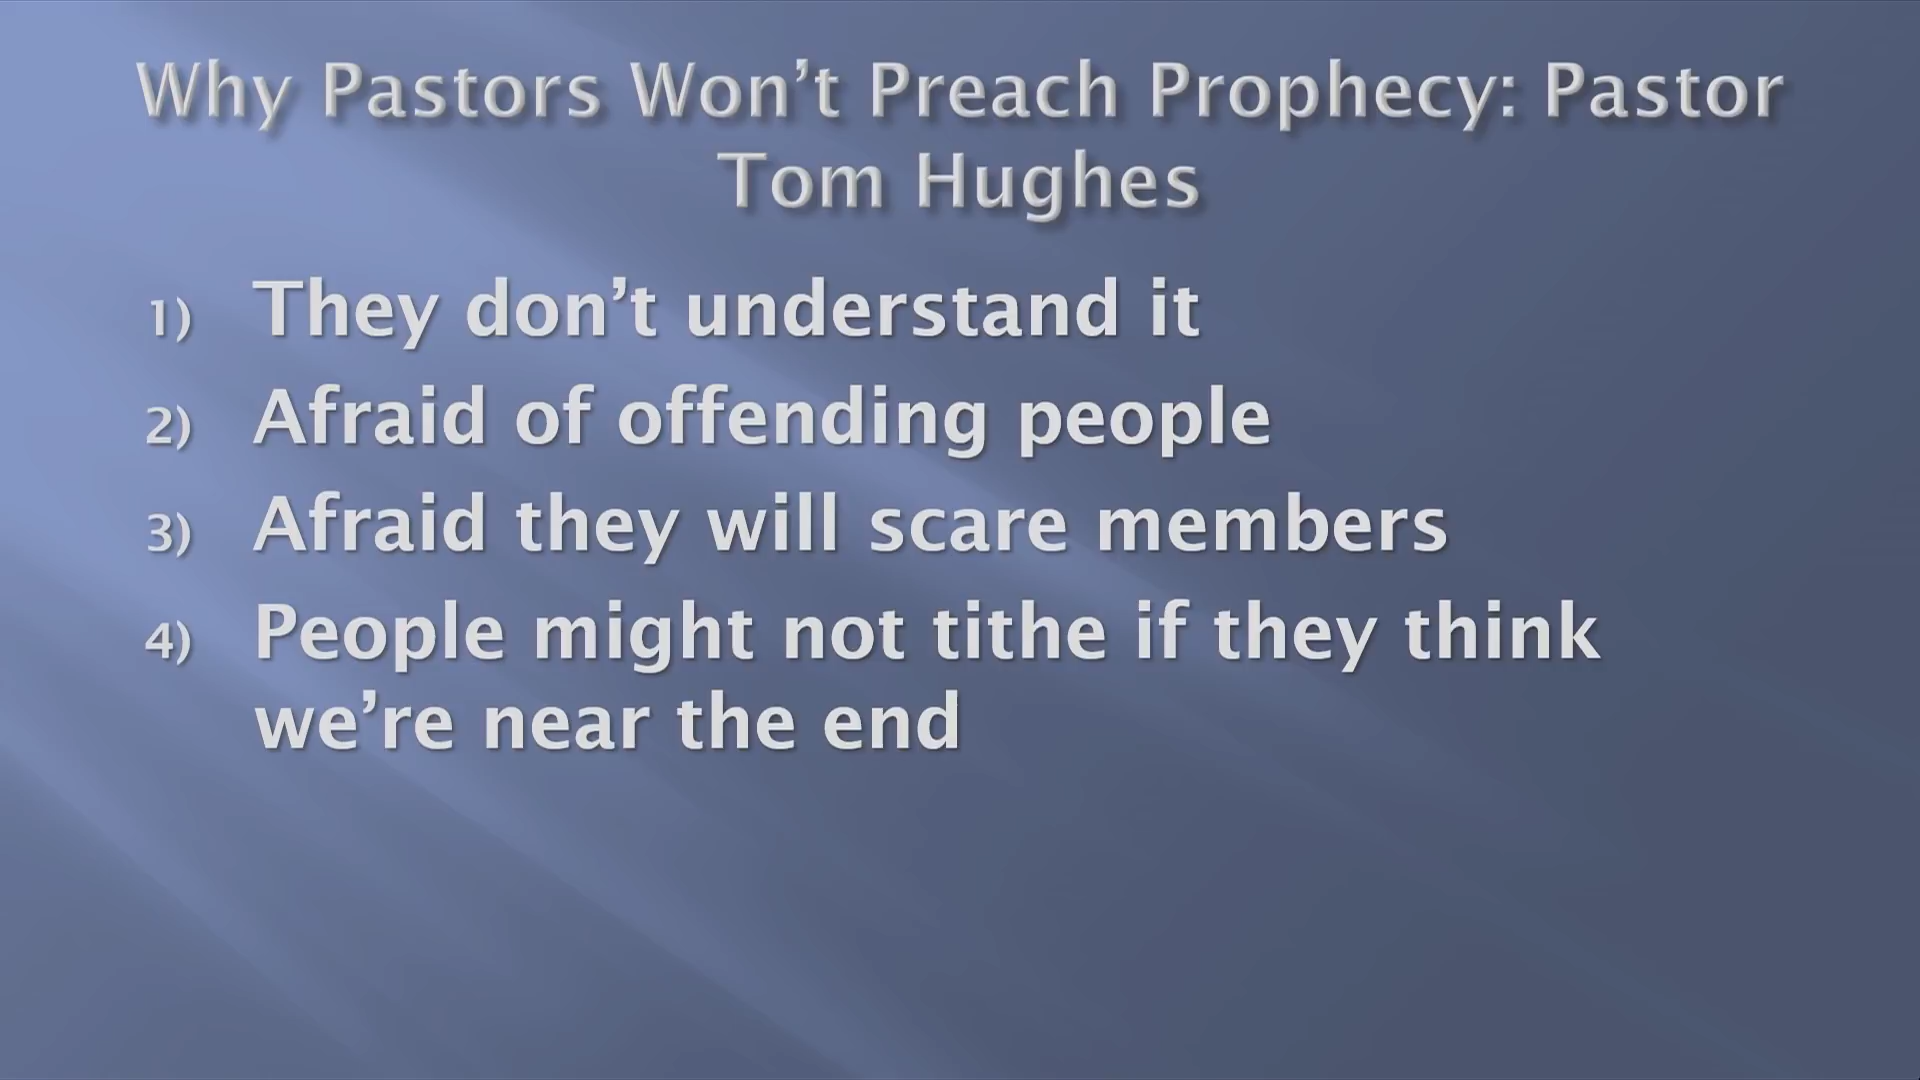 Why Pastors Won’t Preach Prophecy: Pastor
Tom Hughes
1) They don’t understand it
2) Afraid of offending people
3) Afraid they will scare members
4) People might not tithe if they think
we’re near the end